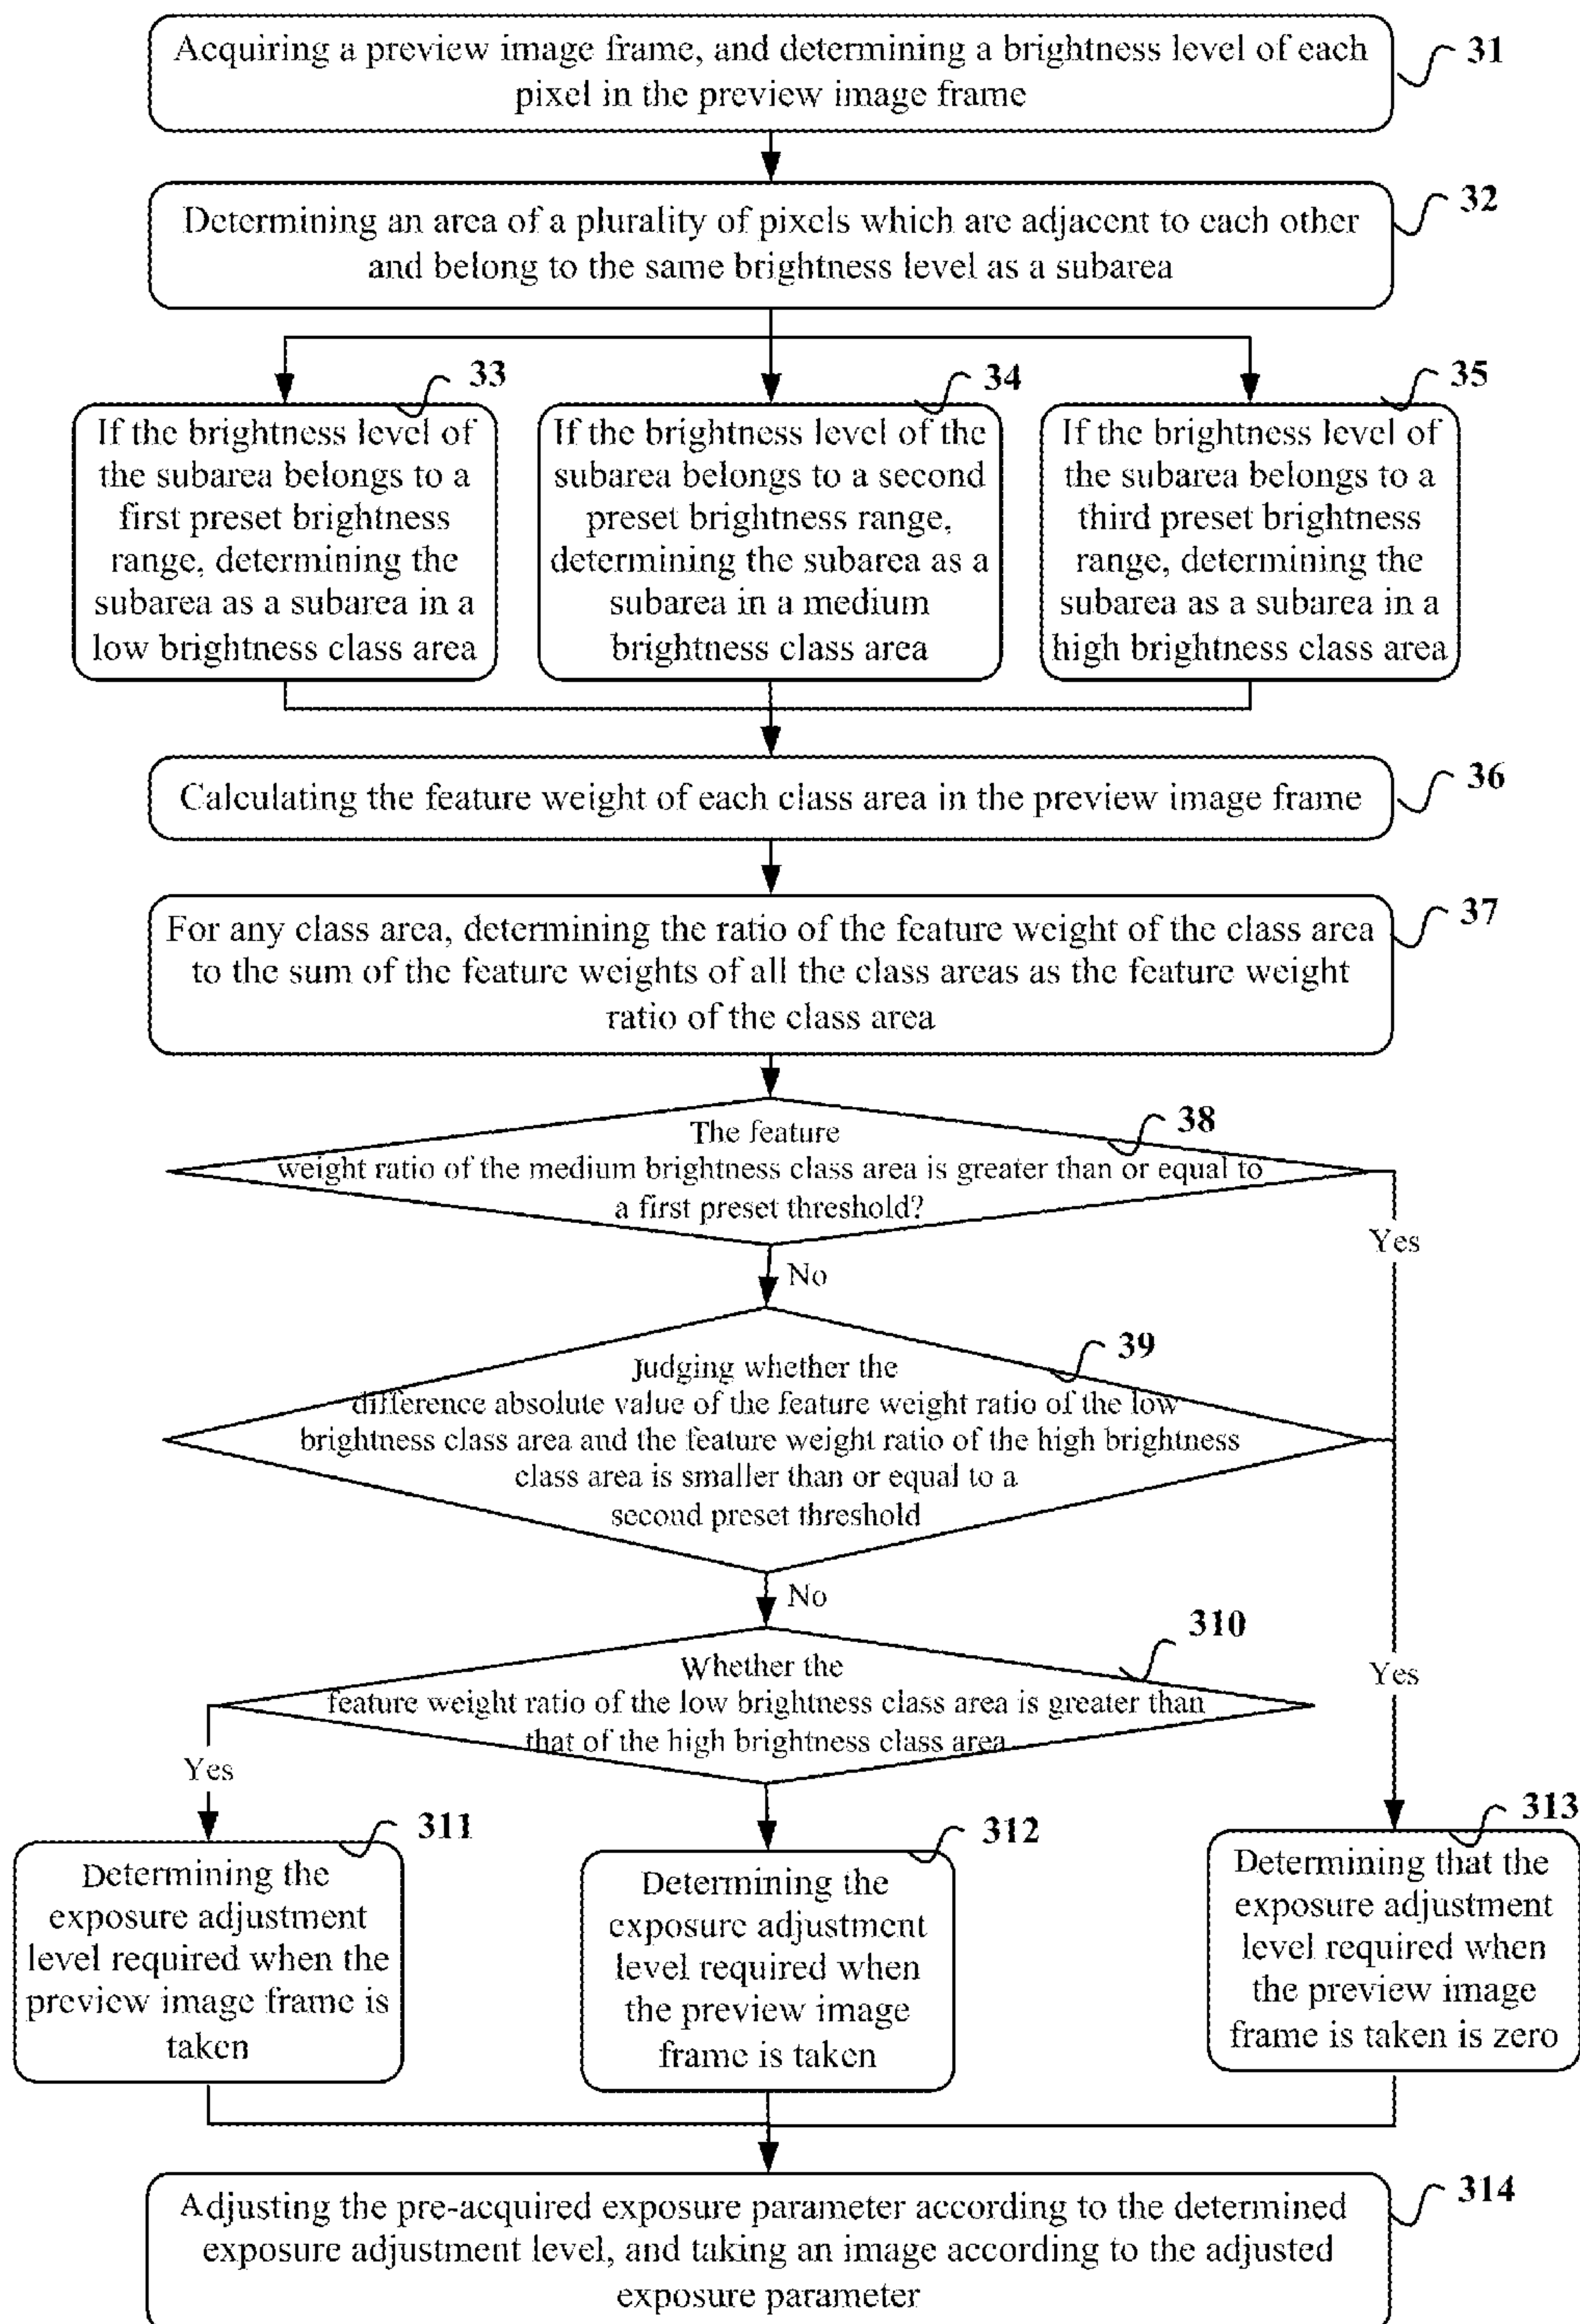 Acquiring a preview image frame, and determining a brightness level of each
pixel in the preview image frame
31
Determining an area of a plurality of pixels which are adjacent to each other
and belong to the same brightness level as a subarea
32
33
If the brightness level of
the subarea belongs to a
first preset brightness
range, determining the
subarea as a subarea in a
low brightness class area
34
If the brightness level of the
subarea belongs to a second
preset brightness range,
determining the subarea as a
subarea in a medium
brightness class area
35
If the brightness level of
the subarea belongs to a
third preset brightness
range, determining the
subarea as a subarea in a
high brightness class area
36
Calculating the feature weight of each class area in the preview image frame
37
For any class area, determining the ratio of the feature weight of the class area
to the sum of the feature weights of all the class areas as the feature weight
ratio of the class area
38
The feature
weight ratio of the medium brightness class area is greater than or equal to
a first preset threshold?
Yes
No
39
Judging whether the
difference absolute value of the feature weight ratio of the low
brightness class area and the feature weight ratio of the high brightness
class area is smaller than or equal to a
second preset threshold
No
Yes
310
Whether the
feature weight ratio of the low brightness class area is greater than
that of the high brightness class area
Yes
311
Determining the
exposure adjustment
level required when the
preview image frame is
taken
312
Determining the
exposure adjustment
level required when
the preview image
frame is taken
313
Determining that the
exposure adjustment
level required when
the preview image
frame is taken is zero
314
Adjusting the pre-acquired exposure parameter according to the determined
exposure adjustment level, and taking an image according to the adjusted
exposure parameter